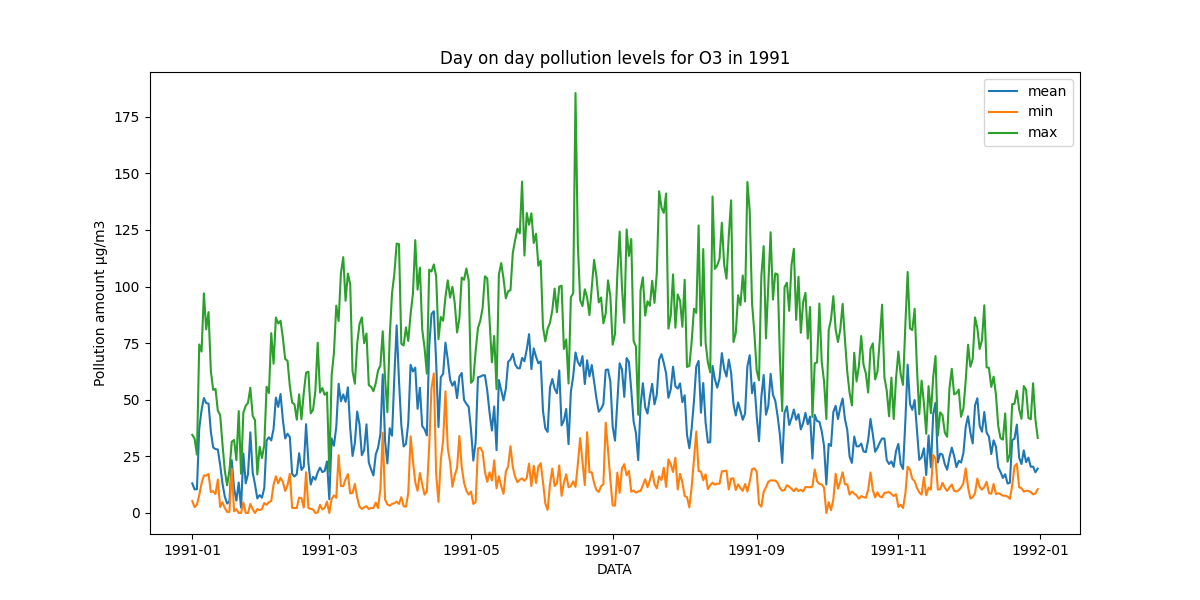 Day on day pollution levels for O3 in 1991
mean
min
max
Pollution amount µg/m3
175
150
125
100
75
50
25
0
1991-01
1991-03
1991-05
1991-07
1991-09
1991-11
1992-01
DATA